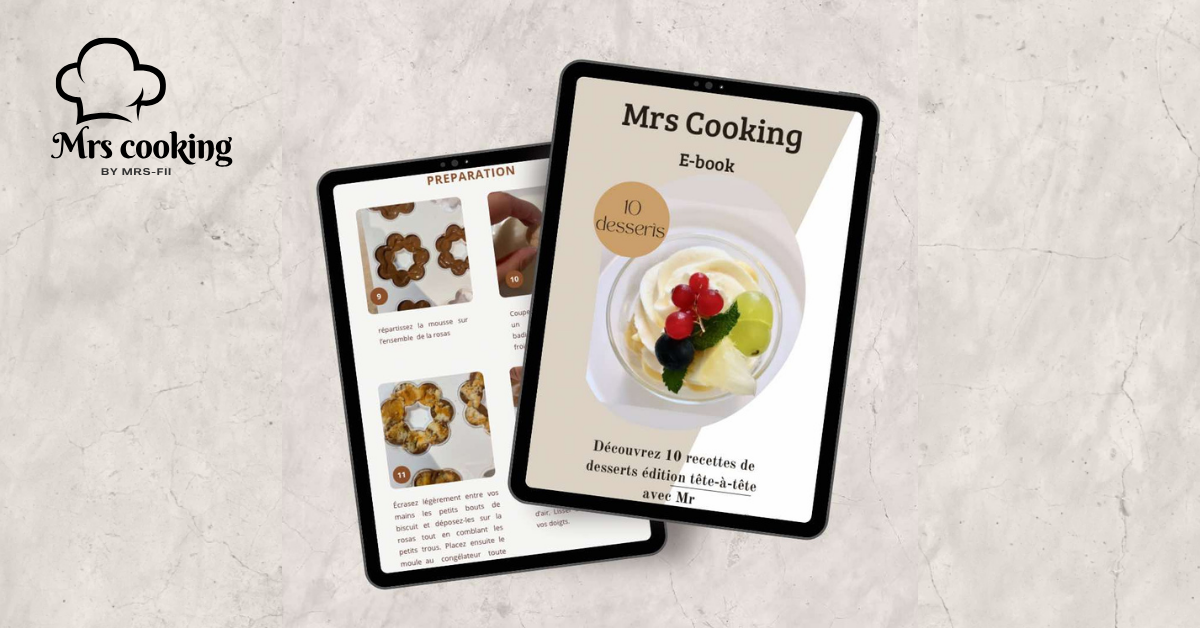 Mrs cooking
BY MRS-FII
PREPARATION
9
répartissez la mousse sur
l'ensemble de la rosas
10
Coupe
un
11
Écrasez légèrement entre vos
mains les petits bouts de
biscuit et déposez-les sur la
rosas tout en comblant les
petits trous. Placez ensuite le
moule au congélateur toute
d'air. Lisser
vos doigts.
Mrs Cooking
E-book
10
desseris
Découvrez 10 recettes de
desserts édition tête-à-tête
avec Mr